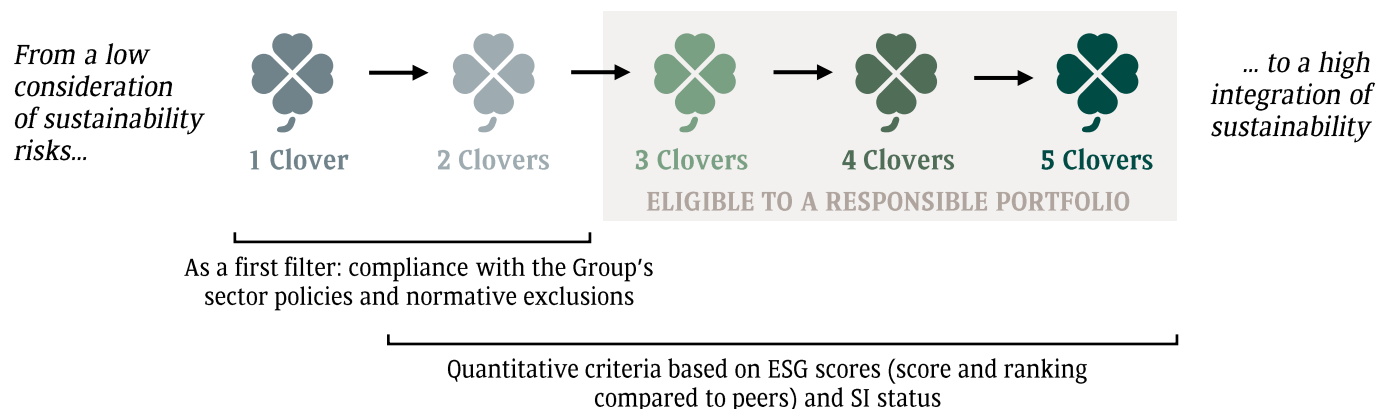 From a low
consideration
of sustainability
risks...
1 Clover
2 Clovers
3 Clovers
4 Clovers
5 Clovers
ELIGIBLE TO A RESPONSIBLE PORTFOLIO
... to a high
integration of
sustainability
As a first filter: compliance with the Group's
sector policies and normative exclusions
Quantitative criteria based on ESG scores (score and ranking
compared to peers) and SI status